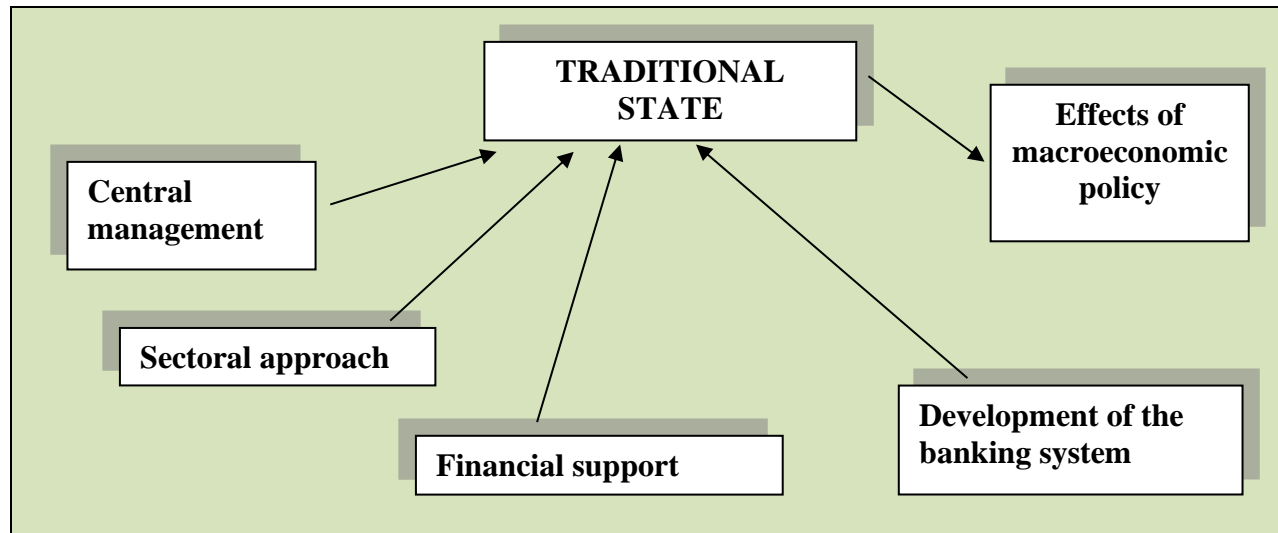 TRADITIONAL
STATE
Effects of
macroeconomic
policy
Central
management
Sectoral approach
Financial support
Development of the
banking system